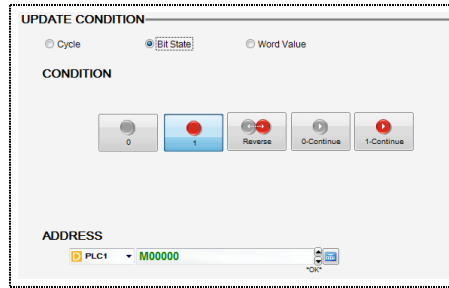 UPDATE CONDITION
Cycle Bit State Word Value
CONDITION
0 1 Reverse 0-Continue 1-Continue
ADDRESS
D PLC1 M00000
*OK*